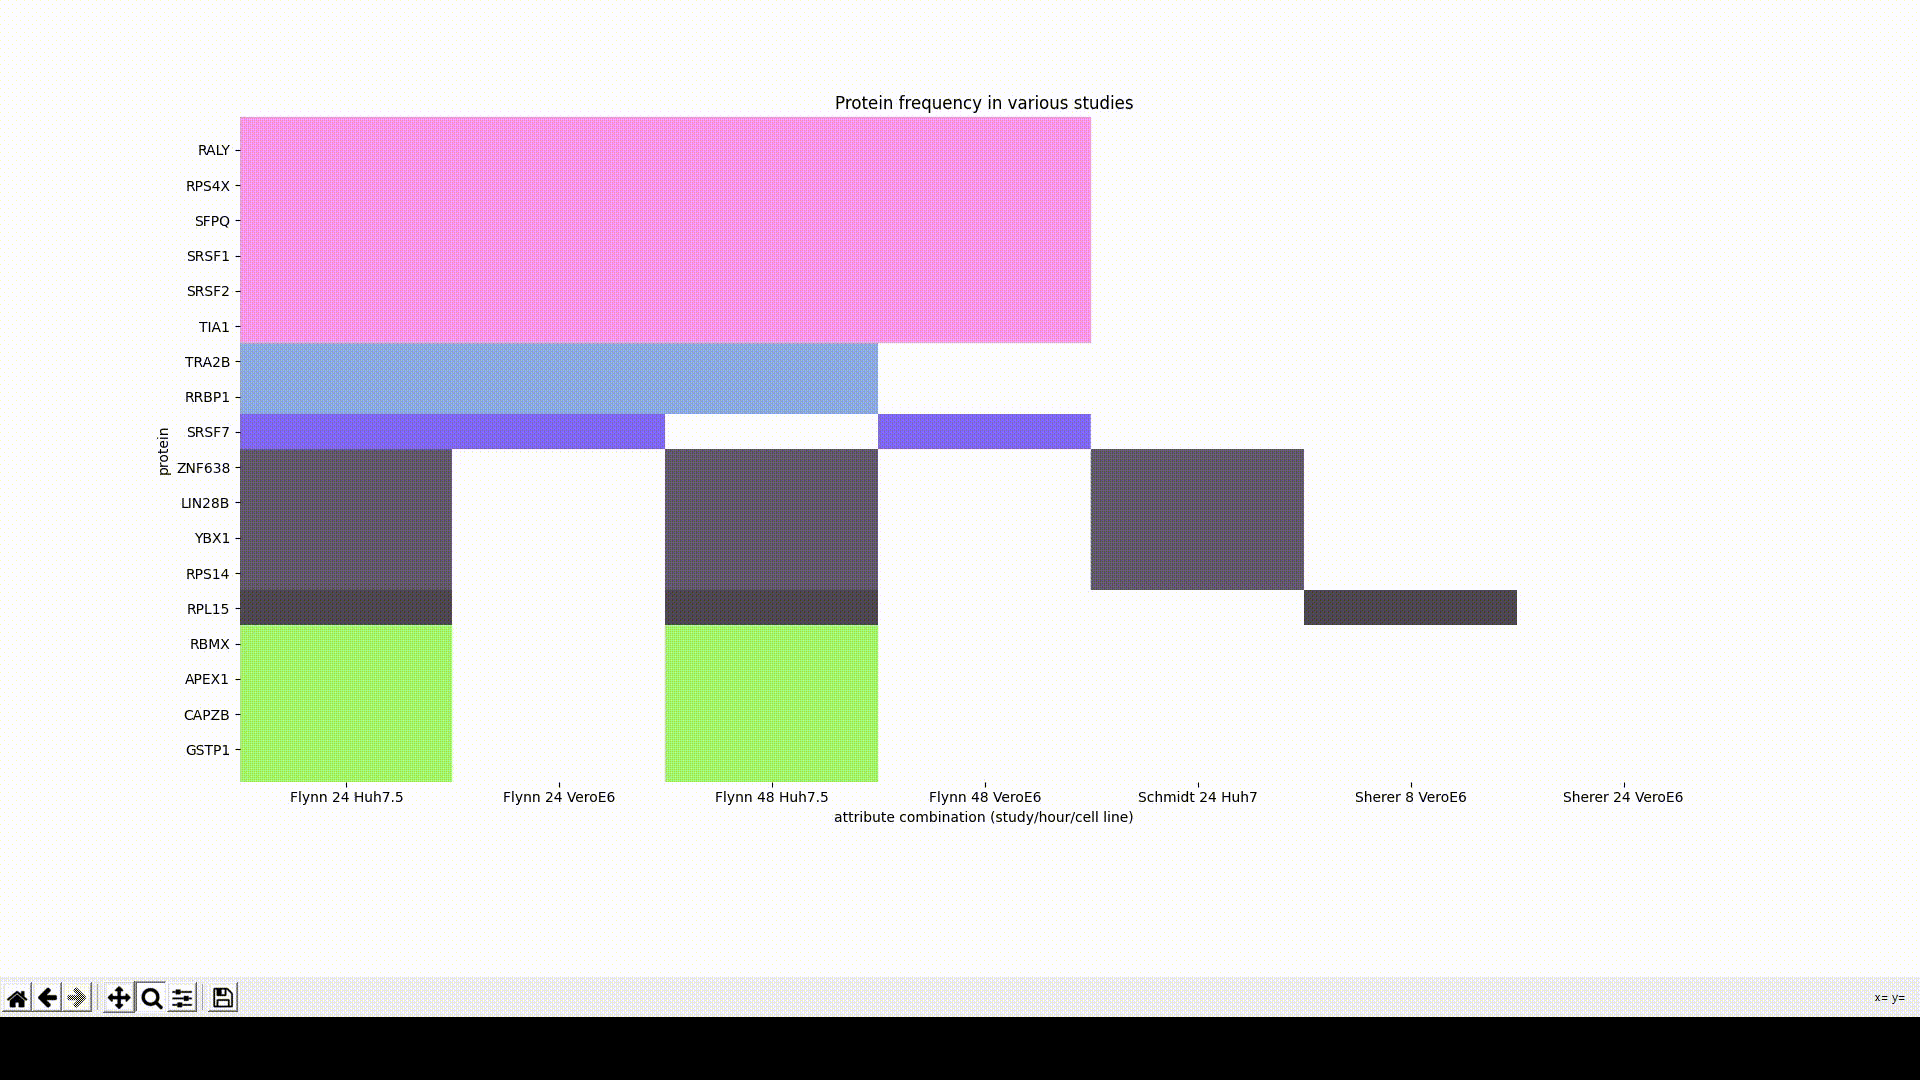 Protein frequency in various studies
RALY
RPS4X
SFPQ
SRSF1
SRSF2
TIA1
TRA2B
RRBP1
SRSF7
protein
ZNF638
LIN28B
YBX1
RPS14
RPL15
RBMX
APEX1
CAPZB
GSTP1
Flynn 24 Huh7.5 Flynn 24 VeroE6 Flynn 48 Huh7.5 Flynn 48 VeroE6 Schmidt 24 Huh7 Sherer 8 VeroE6 Sherer 24 VeroE6
attribute combination (study/hour/cell line)
x= y=